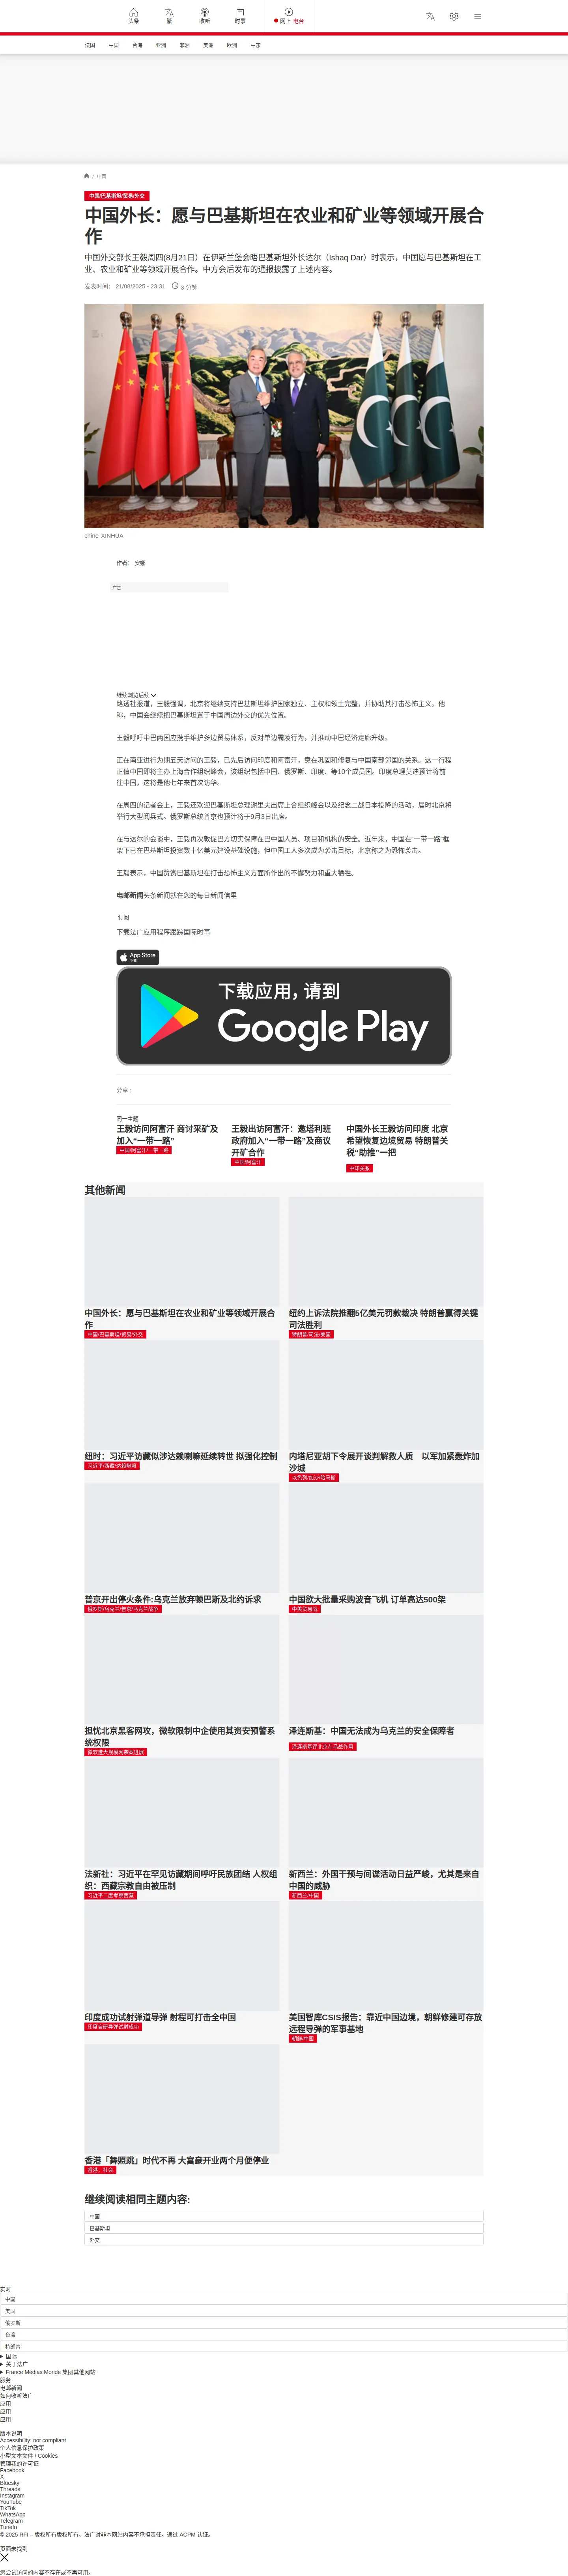 头条
繁
收听
时事
网上 电台
法国
中国
台海
亚洲
非洲
美洲
欧洲
中东
/ 中国
中国/巴基斯坦/贸易/外交
中国外长：愿与巴基斯坦在农业和矿业等领域开展合
作
中国外交部长王毅周四(8月21日）在伊斯兰堡会晤巴基斯坦外长达尔（Ishaq Dar）时表示，中国愿与巴基斯坦在工
业、农业和矿业等领域开展合作。中方会后发布的通报披露了上述内容。
发表时间： 21/08/2025 - 23:31
3 分钟
chine XINHUA
作者： 安娜
广告
继续浏览后续
路透社报道，王毅强调，北京将继续支持巴基斯坦维护国家独立、主权和领土完整，并协助其打击恐怖主义。他
称，中国会继续把巴基斯坦置于中国周边外交的优先位置。
王毅呼吁中巴两国应携手维护多边贸易体系，反对单边霸凌行为，并推动中巴经济走廊升级。
正在南亚进行为期五天访问的王毅，已先后访问印度和阿富汗，意在巩固和修复与中国南部邻国的关系。这一行程
正值中国即将主办上海合作组织峰会，该组织包括中国、俄罗斯、印度、等10个成员国。印度总理莫迪预计将前
往中国，这将是他七年来首次访华。
在周四的记者会上，王毅还欢迎巴基斯坦总理谢里夫出席上合组织峰会以及纪念二战日本投降的活动，届时北京将
举行大型阅兵式。俄罗斯总统普京也预计将于9月3日出席。
在与达尔的会谈中，王毅再次敦促巴方切实保障在巴中国人员、项目和机构的安全。近年来，中国在“一带一路”框
架下已在巴基斯坦投资数十亿美元建设基础设施，但中国工人多次成为袭击目标，北京称之为恐怖袭击。
王毅表示，中国赞赏巴基斯坦在打击恐怖主义方面所作出的不懈努力和重大牺牲。
电邮新闻头条新闻就在您的每日新闻信里
订阅
下载法广应用程序跟踪国际时事
App Store
下载
下载应用，请到
Google Play
分享 :
同一主题
王毅访问阿富汗 商讨采矿及
加入“一带一路”
中国/阿富汗/一带一路
王毅出访阿富汗：邀塔利班
政府加入“一带一路”及商议
开矿合作
中国/阿富汗
中国外长王毅访问印度 北京
希望恢复边境贸易 特朗普关
税“助推”一把
中印关系
其他新闻
中国外长：愿与巴基斯坦在农业和矿业等领域开展合
作
中国/巴基斯坦/贸易/外交
纽约上诉法院推翻5亿美元罚款裁决 特朗普赢得关键
司法胜利
特朗普/司法/美国
纽时：习近平访藏似涉达赖喇嘛延续转世 拟强化控制
习近平/西藏/达赖喇嘛
内塔尼亚胡下令展开谈判解救人质 以军加紧轰炸加
沙城
以色列/加沙/哈马斯
普京开出停火条件:乌克兰放弃顿巴斯及北约诉求
俄罗斯/乌克兰/普京/乌克兰战争
中国欲大批量采购波音飞机 订单高达500架
中美贸易战
担忧北京黑客网攻，微软限制中企使用其资安预警系
统权限
微软遭大规模网袭案进展
泽连斯基：中国无法成为乌克兰的安全保障者
泽连斯基评北京在乌战作用
法新社：习近平在罕见访藏期间呼吁民族团结 人权组
织：西藏宗教自由被压制
习近平二度考察西藏
新西兰：外国干预与间谍活动日益严峻，尤其是来自
中国的威胁
新西兰/中国
印度成功试射弹道导弹 射程可打击全中国
印度自研导弹试射成功
美国智库CSIS报告：靠近中国边境，朝鲜修建可存放
远程导弹的军事基地
朝鲜/中国
香港「舞照跳」时代不再 大富豪开业两个月便停业
香港、社会
继续阅读相同主题内容:
中国
巴基斯坦
外交
实时
中国
美国
俄罗斯
台湾
特朗普
国际
关于法广
France Médias Monde 集团其他网站
服务
电邮新闻
如何收听法广
应用
应用
应用
版本说明
Accessibility: not compliant
个人信息保护政策
小型文本文件 / Cookies
管理我的许可证
Facebook
X
Bluesky
Threads
Instagram
YouTube
TikTok
WhatsApp
Telegram
TuneIn
© 2025 RFI – 版权所有版权所有。法广对非本网站内容不承担责任。通过 ACPM 认证。
页面未找到
您尝试访问的内容不存在或不再可用。